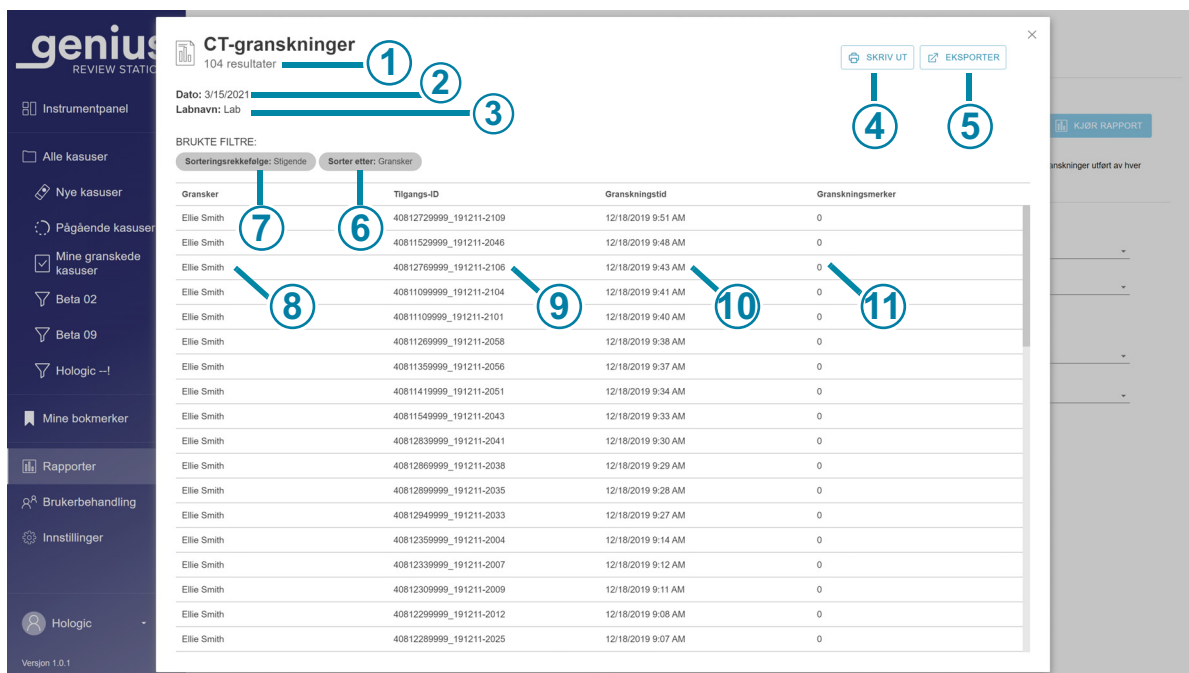 genius
REVIEW STATIC
Instrumentpanel
Alle kasuser
Nye kasuser
Pågående kasuser
Mine granskede
kasuser
Beta 02
Beta 09
Hologic --!
Mine bokmerker
Rapporter
Brukerbehandling
Innstillinger
Hologic
Versjon 1.0.1
CT-granskninger
104 resultater
1
SKRIV UT
EKSPORTER
Dato: 3/15/2021
2
Labnavn: Lab
3
4
5
KJØR RAPPORT
anskninger utført av hver
BRUKTE FILTRE:
Sorteringsrekkefølge: Stigende
Sorter etter: Gransker
7
6
Gransker Tilgangs-ID Granskningstid Granskningsmerker
Ellie Smith 40812729999_191211-2109 12/18/2019 9:51 AM 0
Ellie Smith 40811529999_191211-2046 12/18/2019 9:48 AM 0
Ellie Smith 40812769999_191211-2106 12/18/2019 9:43 AM 0
8
9
10
11
Ellie Smith 40811099999_191211-2104 12/18/2019 9:41 AM 0
Ellie Smith 40811109999_191211-2101 12/18/2019 9:40 AM 0
Ellie Smith 40811269999_191211-2058 12/18/2019 9:38 AM 0
Ellie Smith 40811359999_191211-2056 12/18/2019 9:37 AM 0
Ellie Smith 40811419999_191211-2051 12/18/2019 9:34 AM 0
Ellie Smith 40811549999_191211-2043 12/18/2019 9:33 AM 0
Ellie Smith 40812839999_191211-2041 12/18/2019 9:30 AM 0
Ellie Smith 40812869999_191211-2038 12/18/2019 9:29 AM 0
Ellie Smith 40812899999_191211-2035 12/18/2019 9:28 AM 0
Ellie Smith 40812949999_191211-2033 12/18/2019 9:27 AM 0
Ellie Smith 40812359999_191211-2004 12/18/2019 9:14 AM 0
Ellie Smith 40812339999_191211-2007 12/18/2019 9:12 AM 0
Ellie Smith 40812309999_191211-2009 12/18/2019 9:11 AM 0
Ellie Smith 40812299999_191211-2012 12/18/2019 9:08 AM 0
Ellie Smith 40812289999_191211-2025 12/18/2019 9:07 AM 0